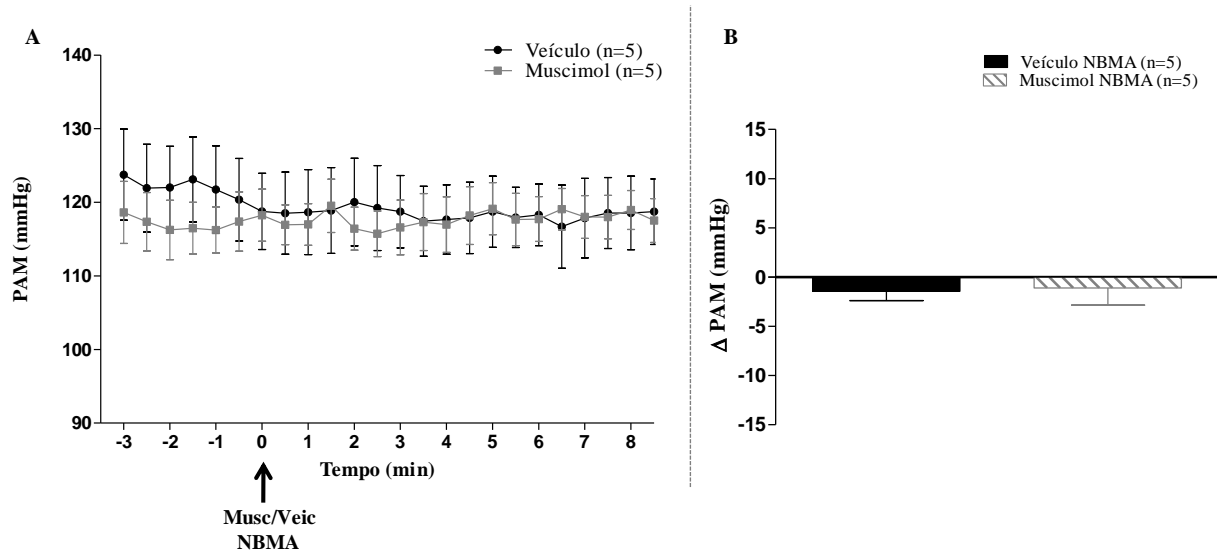 A
Veículo (n=5)
Muscimol (n=5)
PAM (mmHg)
140
130
120
110
100
90
-3 -2 -1 0 1 2 3 4 5 6 7 8
Tempo (min)
Musc/Veic
NBMA
B
Veículo NBMA (n=5)
Muscimol NBMA (n=5)
Δ PAM (mmHg)
15
10
5
0
-5
-10
-15